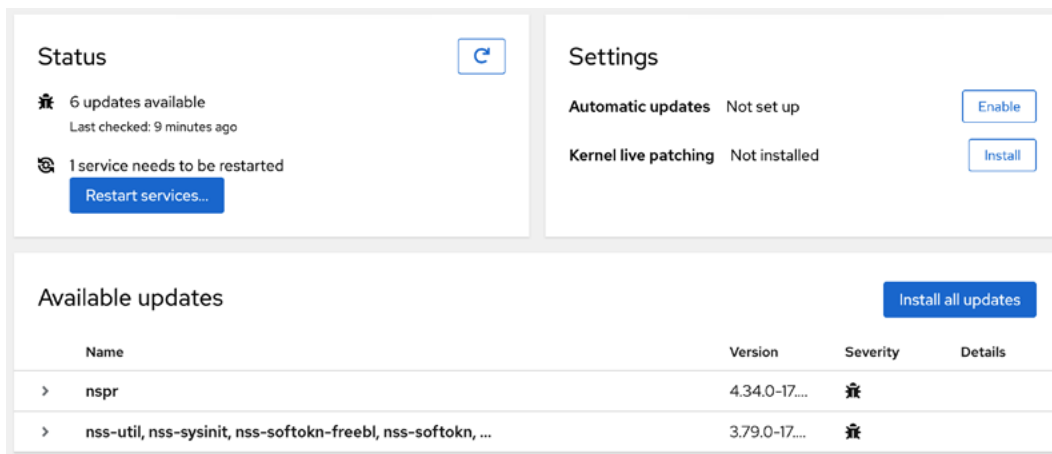 Status
6 updates available
Last checked: 9 minutes ago
1 service needs to be restarted
Restart services...
Settings
Automatic updates Not set up Enable
Kernel live patching Not installed Install
Available updates
Install all updates
Name Version Severity Details
nspr 4.34.0-17....
nss-util, nss-sysinit, nss-softokn-freebl, nss-softokn, ... 3.79.0-17....